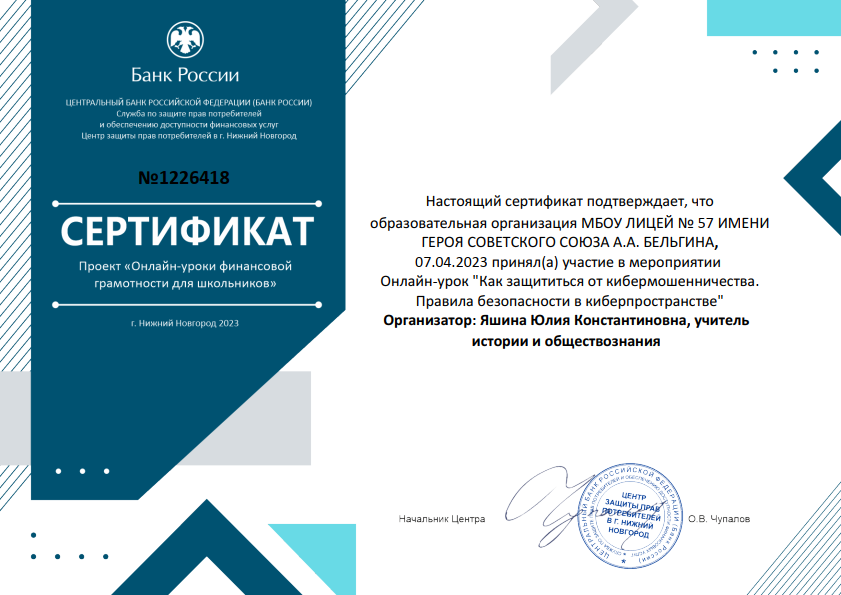 Банк России
ЦЕНТРАЛЬНЫЙ БАНК РОССИЙСКОЙ ФЕДЕРАЦИИ (БАНК РОССИИ)
Служба по защите прав потребителей
и обеспечению доступности финансовых услуг
Центр защиты прав потребителей в г. Нижний Новгород
№1226418
СЕРТИФИКАТ
Проект «Онлайн-уроки финансовой
грамотности для школьников»
г. Нижний Новгород 2023
Настоящий сертификат подтверждает, что
образовательная организация МБОУ ЛИЦЕЙ № 57 ИМЕНИ
ГЕРОЯ СОВЕТСКОГО СОЮЗА А.А. БЕЛЬГИНА,
07.04.2023 принял(а) участие в мероприятии
Онлайн-урок "Как защититься от кибермошенничества.
Правила безопасности в киберпространстве"
Организатор: Яшина Юлия Константиновна, учитель
истории и обществознания
Начальник Центра
ЦЕНТРАЛЬНЫЙ БАНК РОССИЙСКОЙ ФЕДЕРАЦИИ (Банк России)
ЦЕНТР
ЗАЩИТЫ ПРАВ
ПОТРЕБИТЕЛЕЙ
В Г. НИЖНИЙ
НОВГОРОД
О.В. Чупалов